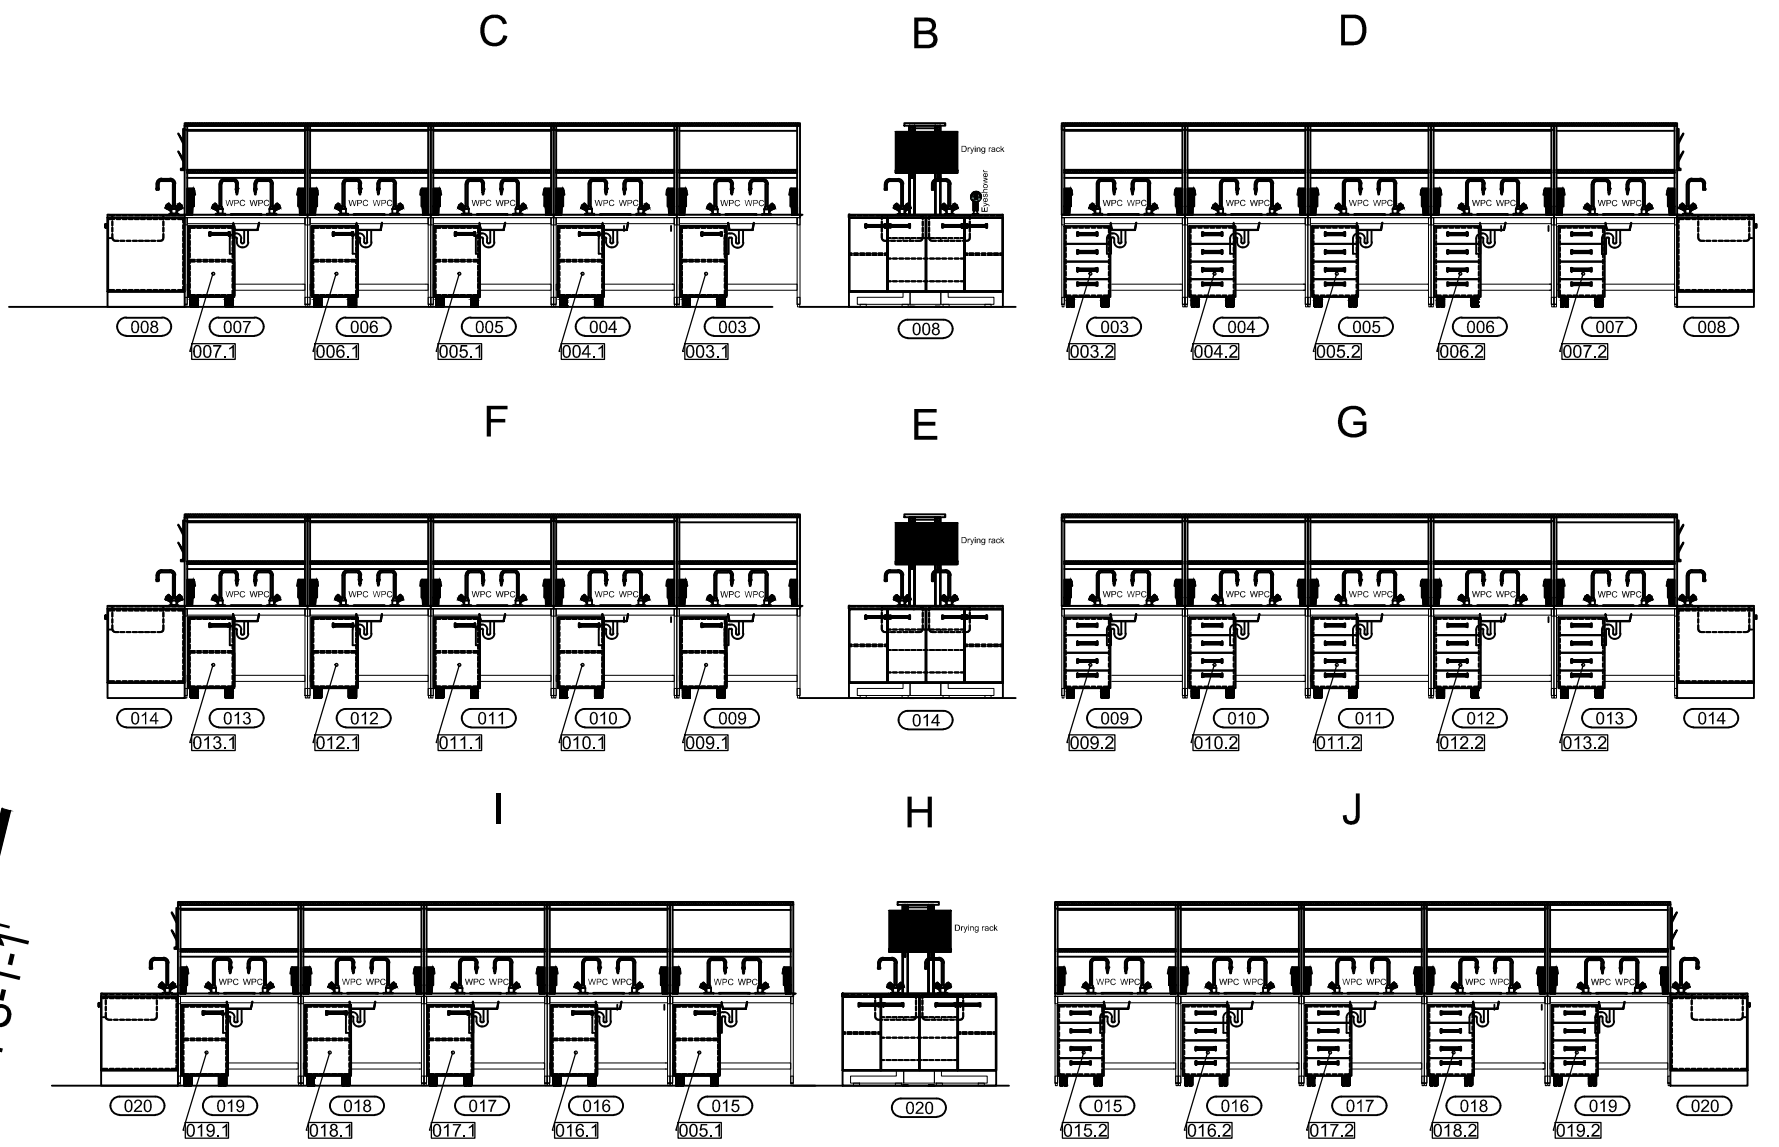 C B D
WPC WPC WPC WPC WPC WPC WPC WPC WPC WPC Drying rack Eyeshower WPC WPC WPC WPC WPC WPC WPC WPC WPC WPC
008 007 006 005 004 003 008 003 004 005 006 007 008
007.1 006.1 005.1 004.1 003.1 003.2 004.2 005.2 006.2 007.2
F E G
WPC WPC WPC WPC WPC WPC WPC WPC WPC WPC Drying rack WPC WPC WPC WPC WPC WPC WPC WPC WPC WPC
014 013 012 011 010 009 014 009 010 011 012 013 014
013.1 012.1 011.1 010.1 009.1 009.2 010.2 011.2 012.2 013.2
I H J
WPC WPC WPC WPC WPC WPC WPC WPC WPC WPC Drying rack WPC WPC WPC WPC WPC WPC WPC WPC WPC WPC
020 019 018 017 016 015 020 015 016 017 018 019 020
019.1 018.1 017.1 016.1 005.1 015.2 016.2 017.2 018.2 019.2